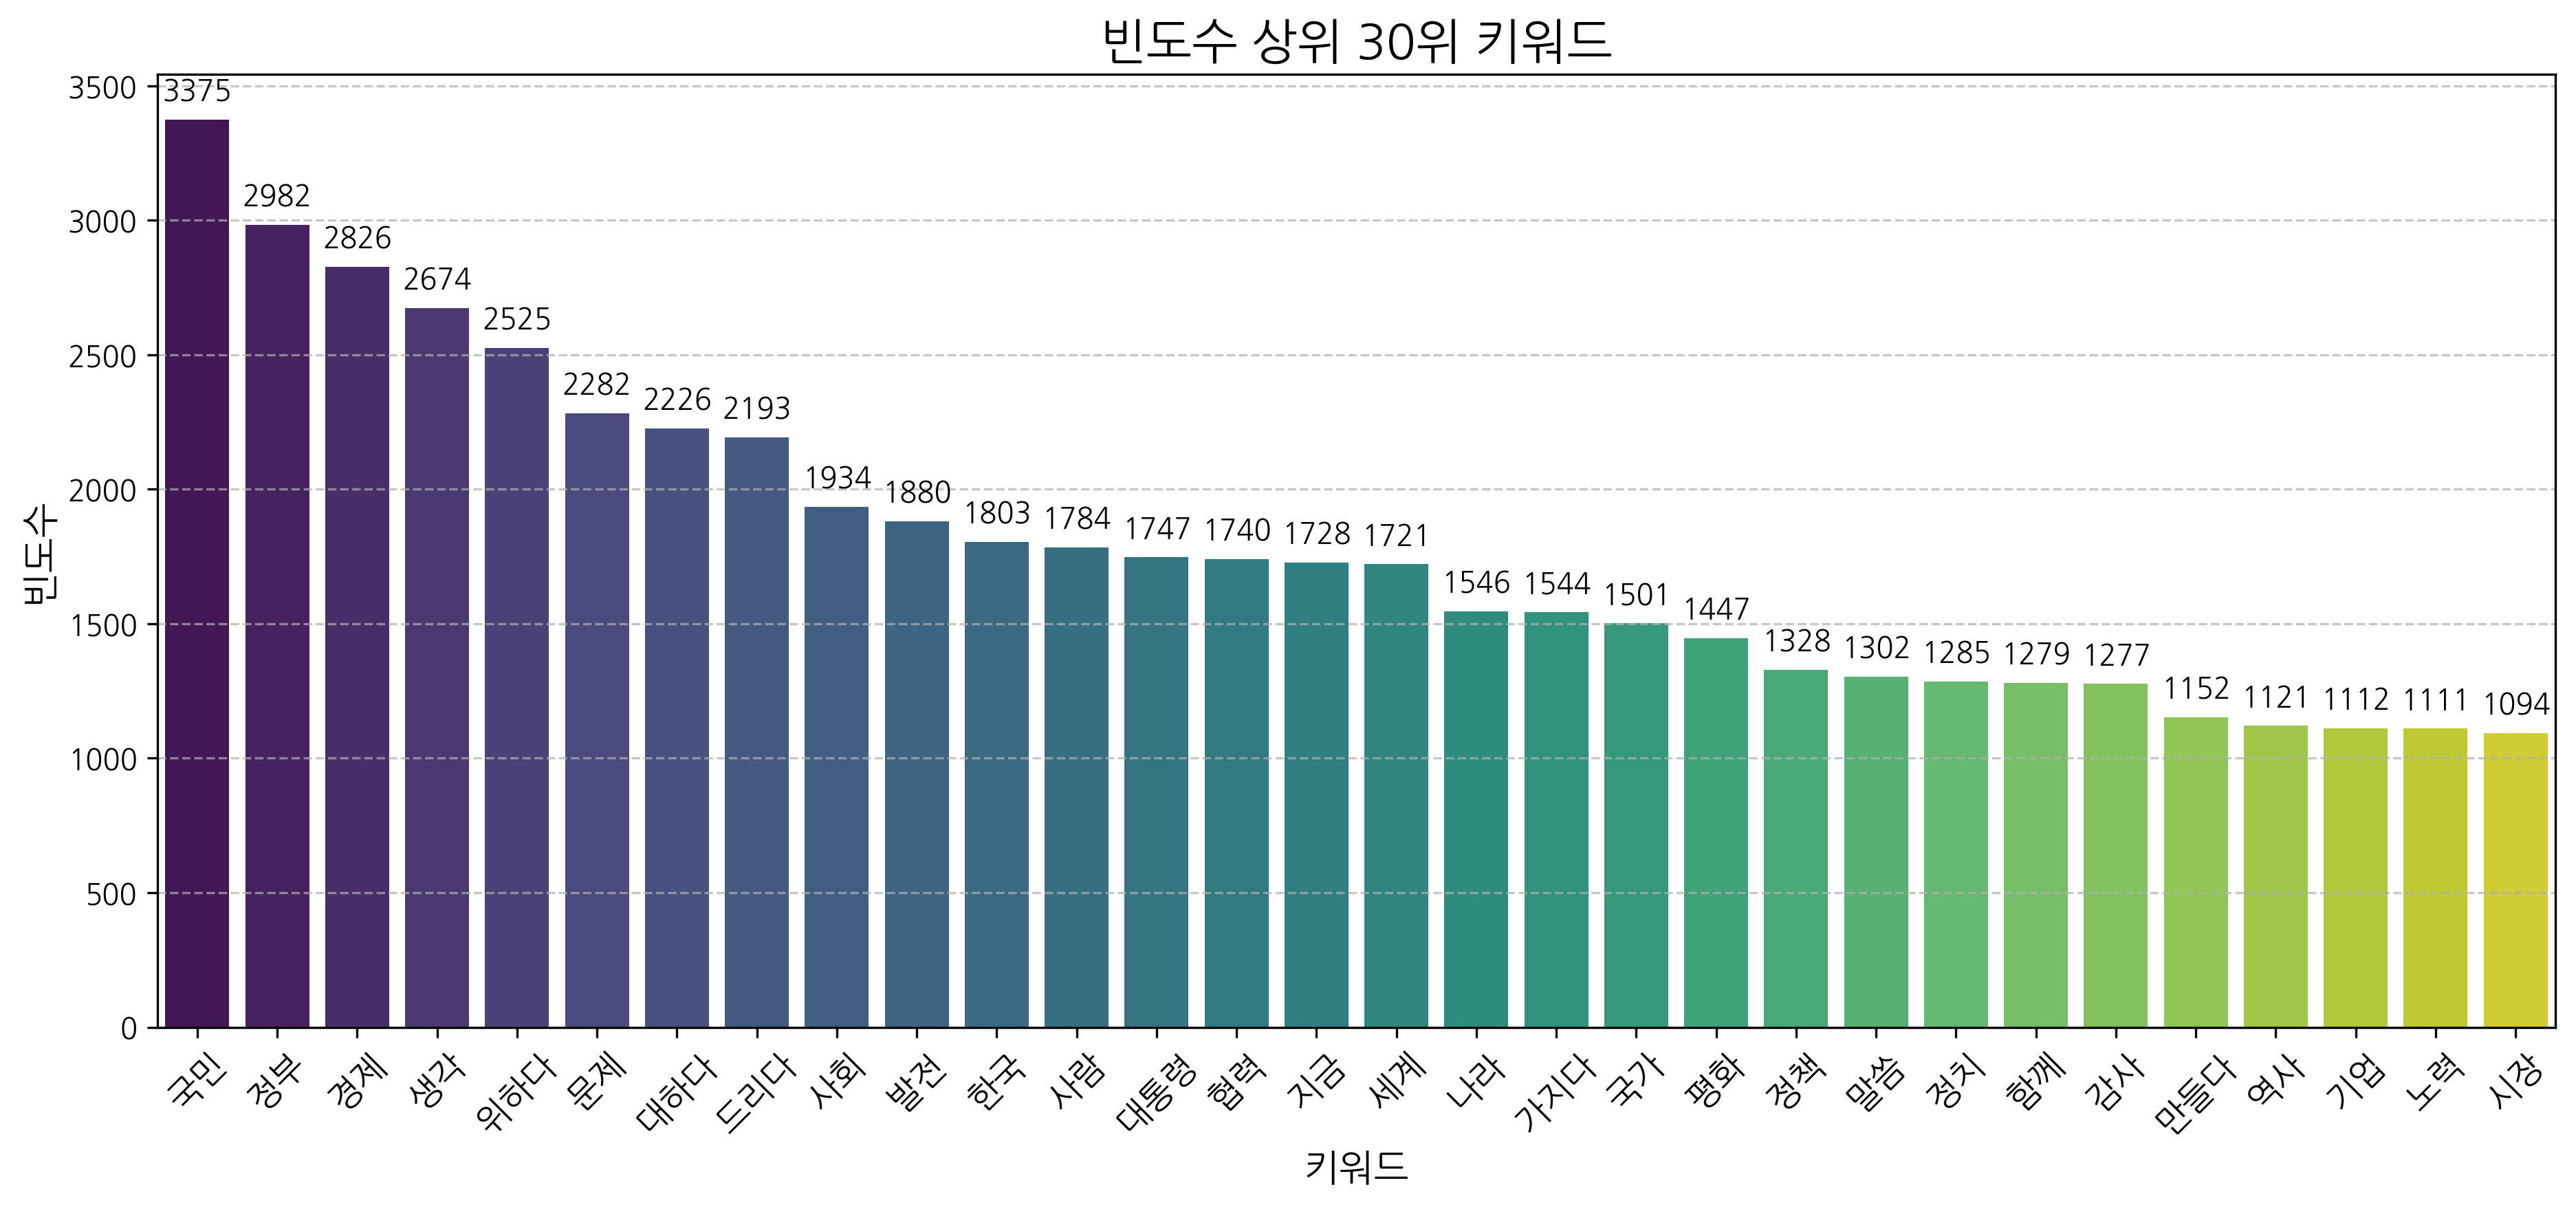 빈도수 상위 30위 키워드
빈도수
3500
3000
2500
2000
1500
1000
500
0
3375
2982
2826
2674
2525
2282
2226
2193
1934
1880
1803
1784
1747
1740
1728
1721
1546
1544
1501
1447
1328
1302
1285
1279
1277
1152
1121
1112
1111
1094
국민
정부
경제
생각
위하다
문제
대하다
드리다
사회
발전
한국
사람
대통령
협력
지금
세계
나라
가지다
국가
평화
정책
말씀
정치
함께
감사
만들다
역사
기업
노력
시장
키워드